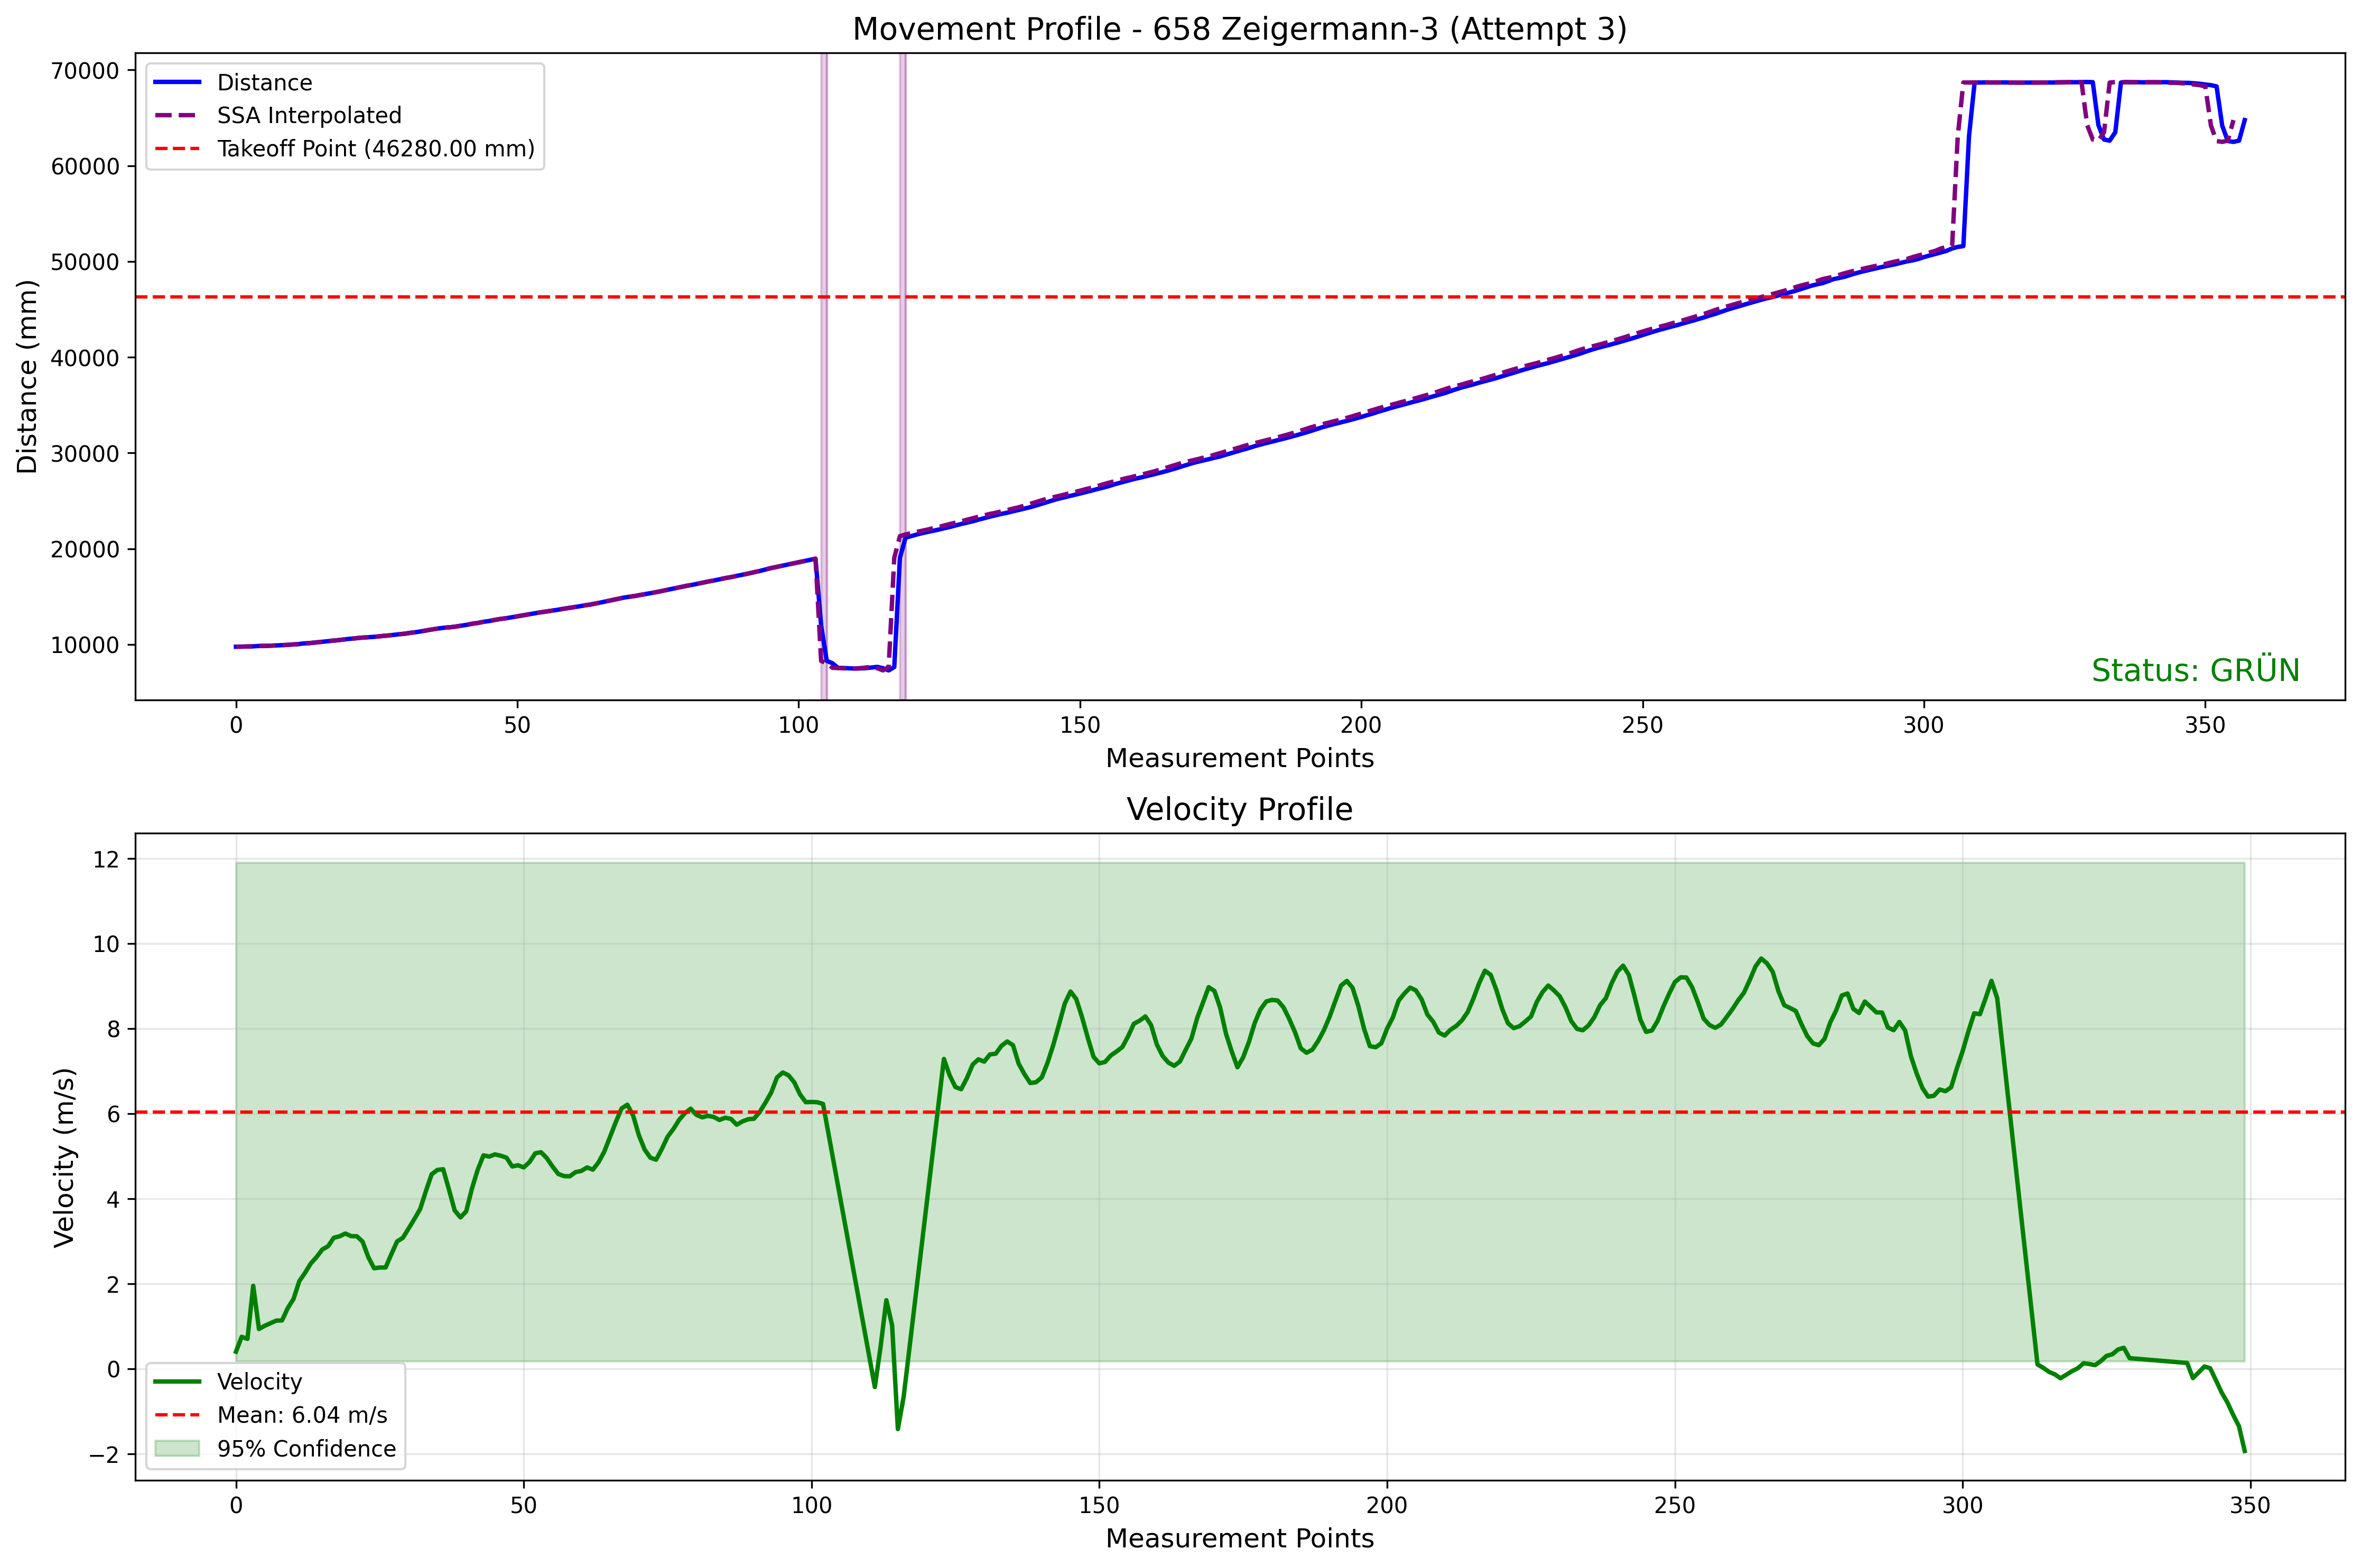 Movement Profile - 658 Zeigermann-3 (Attempt 3)
Distance
SSA Interpolated
Takeoff Point (46280.00 mm)
70000
60000
50000
40000
30000
20000
10000
Distance (mm)
Status: GRÜN
0 50 100 150 200 250 300 350
Measurement Points
Velocity Profile
12
10
8
6
4
2
0
−2
Velocity (m/s)
Velocity
Mean: 6.04 m/s
95% Confidence
0 50 100 150 200 250 300 350
Measurement Points